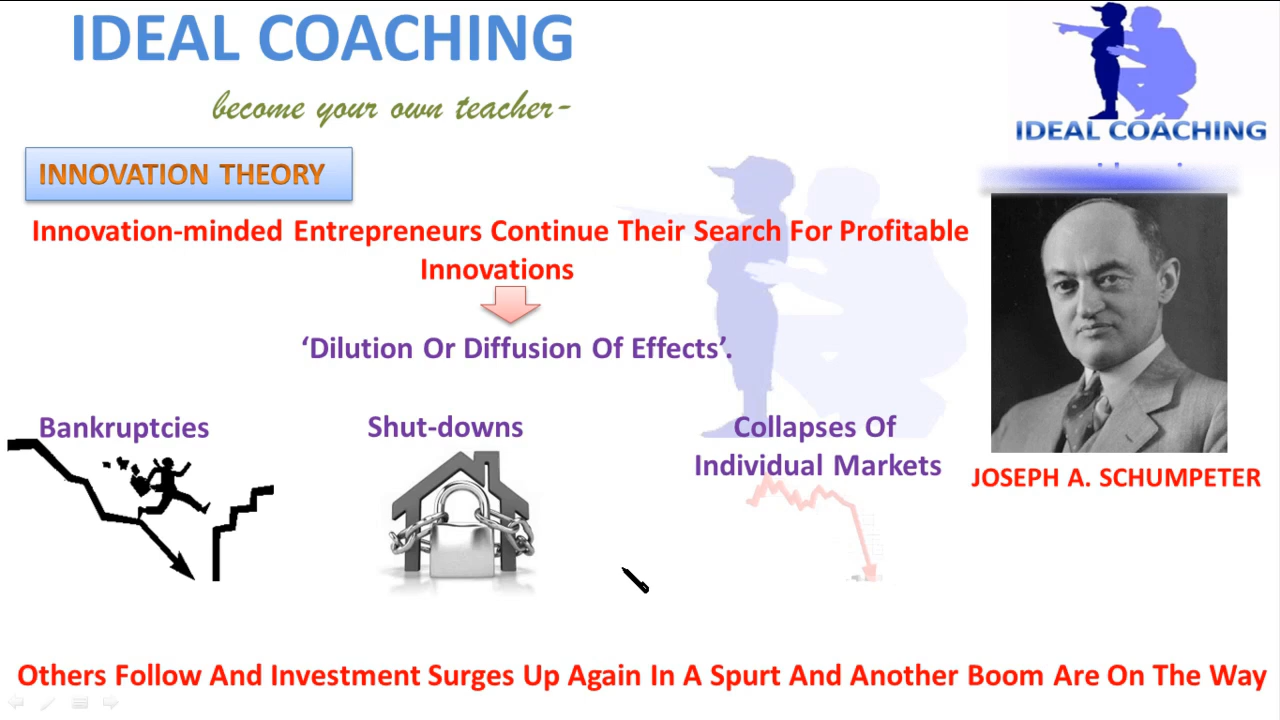 IDEAL COACHING
become your own teacher-
IDEAL COACHING
INNOVATION THEORY
Innovation-minded Entrepreneurs Continue Their Search For Profitable
Innovations
‘Dilution Or Diffusion Of Effects’.
Bankruptcies
Shut-downs
Collapses Of
Individual Markets
JOSEPH A. SCHUMPETER
Others Follow And Investment Surges Up Again In A Spurt And Another Boom Are On The Way